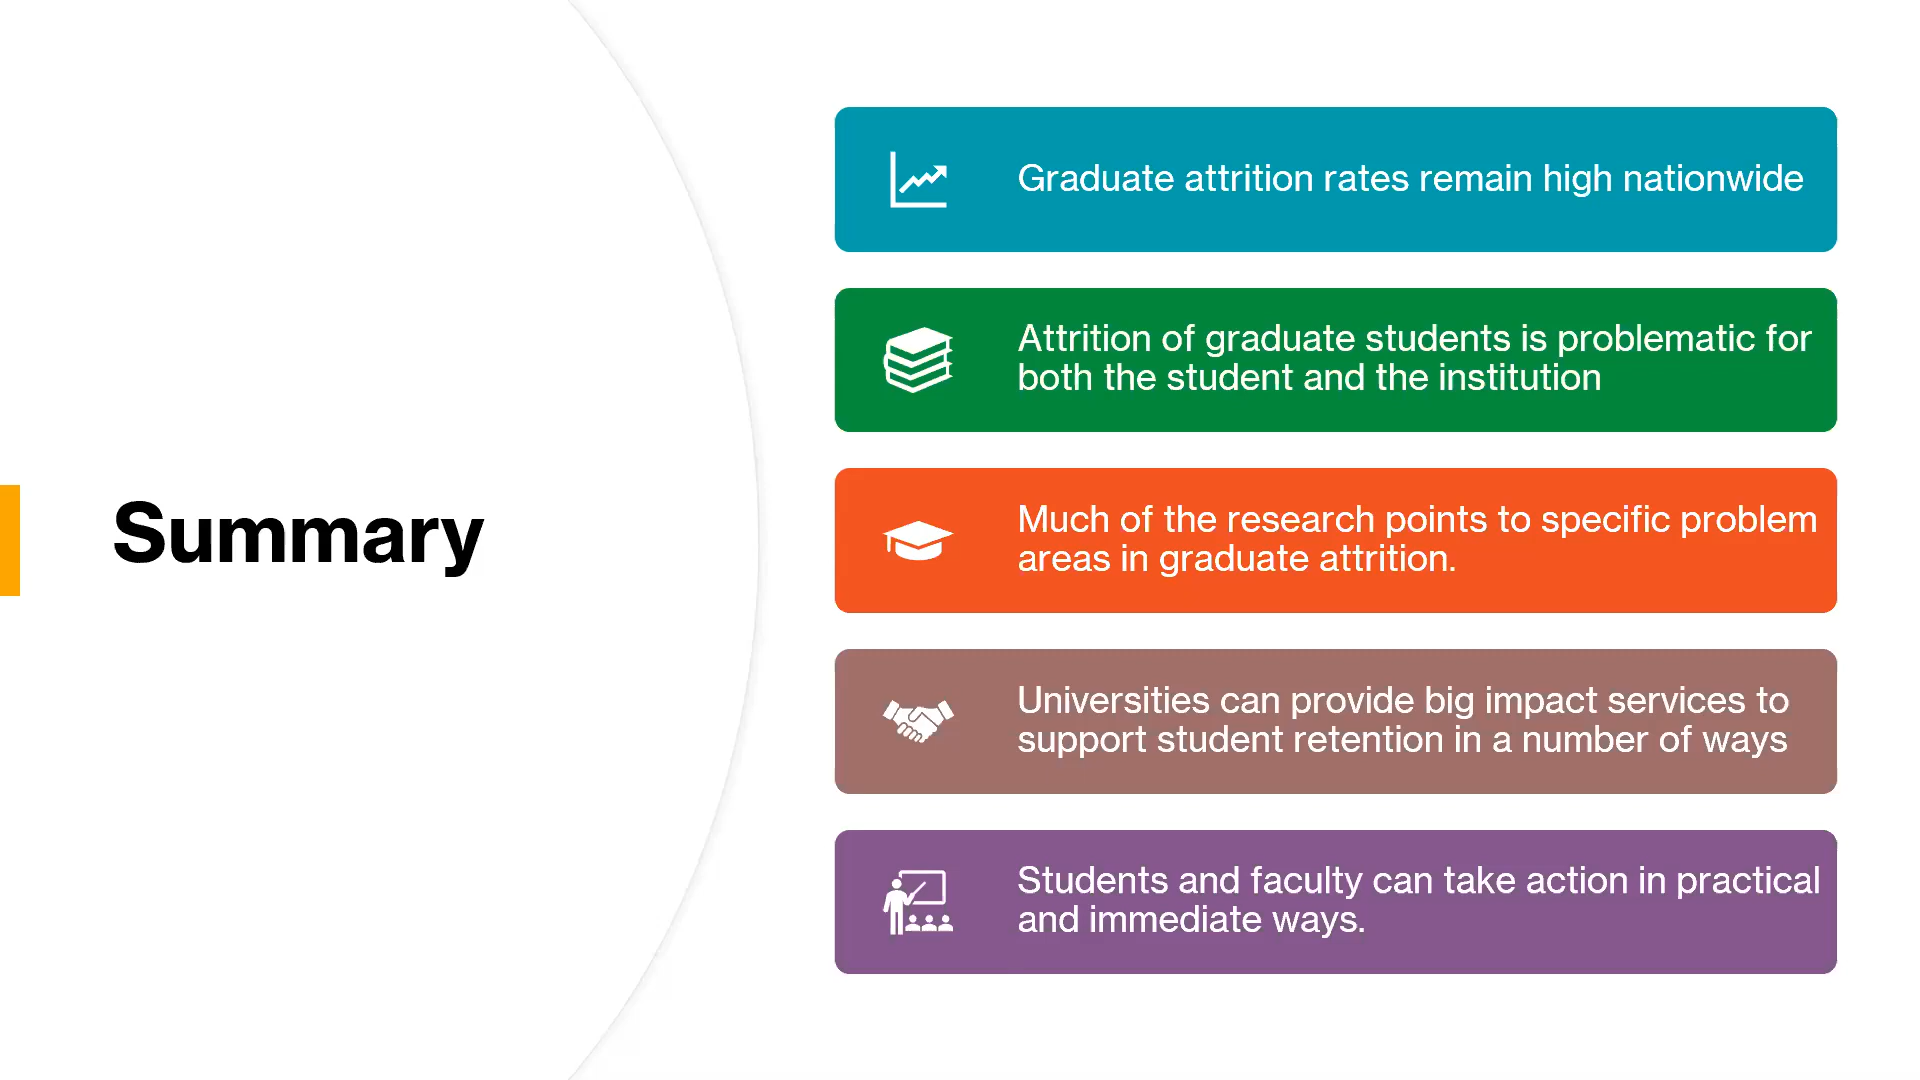 Summary
Graduate attrition rates remain high nationwide
Attrition of graduate students is problematic for
both the student and the institution
Much of the research points to specific problem
areas in graduate attrition.
Universities can provide big impact services to
support student retention in a number of ways
Students and faculty can take action in practical
and immediate ways.